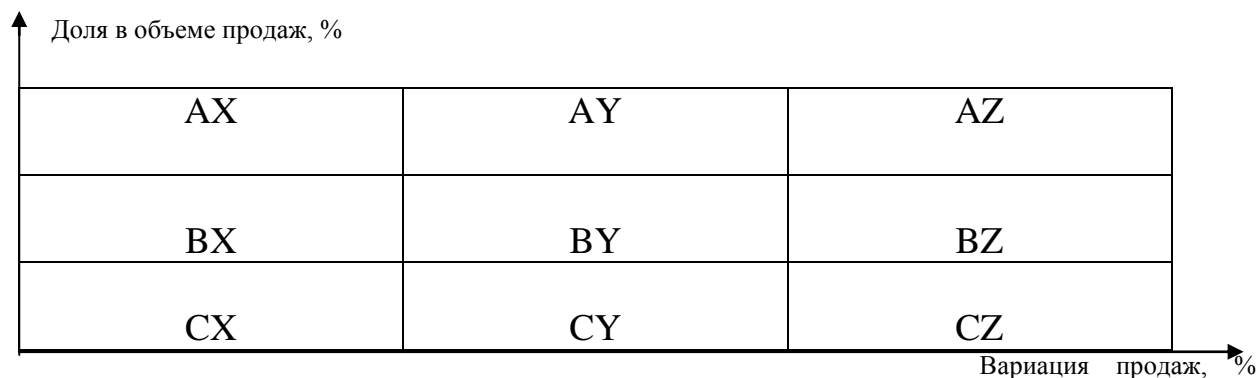 Доля в объеме продаж, %
AX AY AZ
BX BY BZ
CX CY CZ
Вариация продаж, %